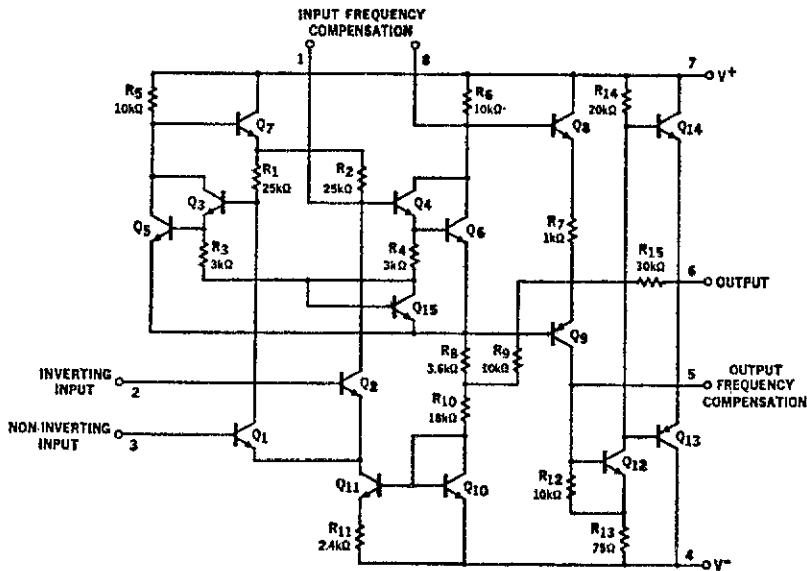 INPUT FREQUENCY
COMPENSATION
1
8
7
V+
R5
10kΩ
Q7
R6
10kΩ
Q8
R14
20kΩ
Q14
R1
25kΩ
R2
25kΩ
Q3
Q4
Q5
Q6
R3
3kΩ
R4
3kΩ
R7
1kΩ
R15
30kΩ
6
OUTPUT
Q15
Q9
R8
3.6kΩ
R9
10kΩ
5
OUTPUT
FREQUENCY
COMPENSATION
INVERTING
INPUT
2
Q2
R10
18kΩ
NON-INVERTING
INPUT
3
Q1
Q13
Q11
Q10
R12
10kΩ
Q12
R11
2.4kΩ
R13
75Ω
4
V-